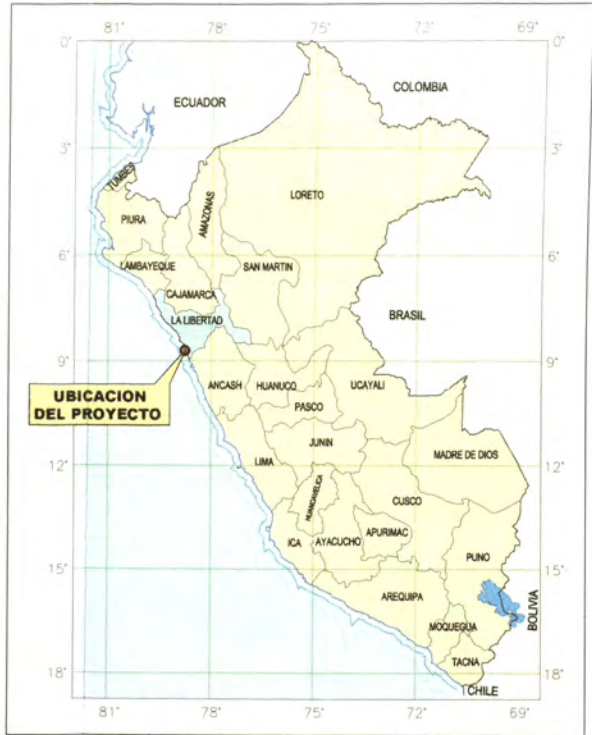 81° 78° 75° 72° 69°
0° 0°
COLOMBIA
ECUADOR
3° 3°
TUMBES
LORETO
AMAZONAS
PIURA
6° 6°
LAMBAYEQUE
SAN MARTIN
CAJAMARCA
LA LIBERTAD
BRASIL
9° 9°
UBICACION
DEL PROYECTO
ANCASH
HUANUCO
UCAYALI
PASCO
JUNIN
LIMA
MADRE DE DIOS
12° 12°
HUANCAVELICA
CUSCO
ICA
AYACUCHO
APURIMAC
PUNO
15° 15°
AREQUIPA
BOLIVIA
MOQUEGUA
TACNA
18° 18°
CHILE
81° 78° 75° 72° 69°